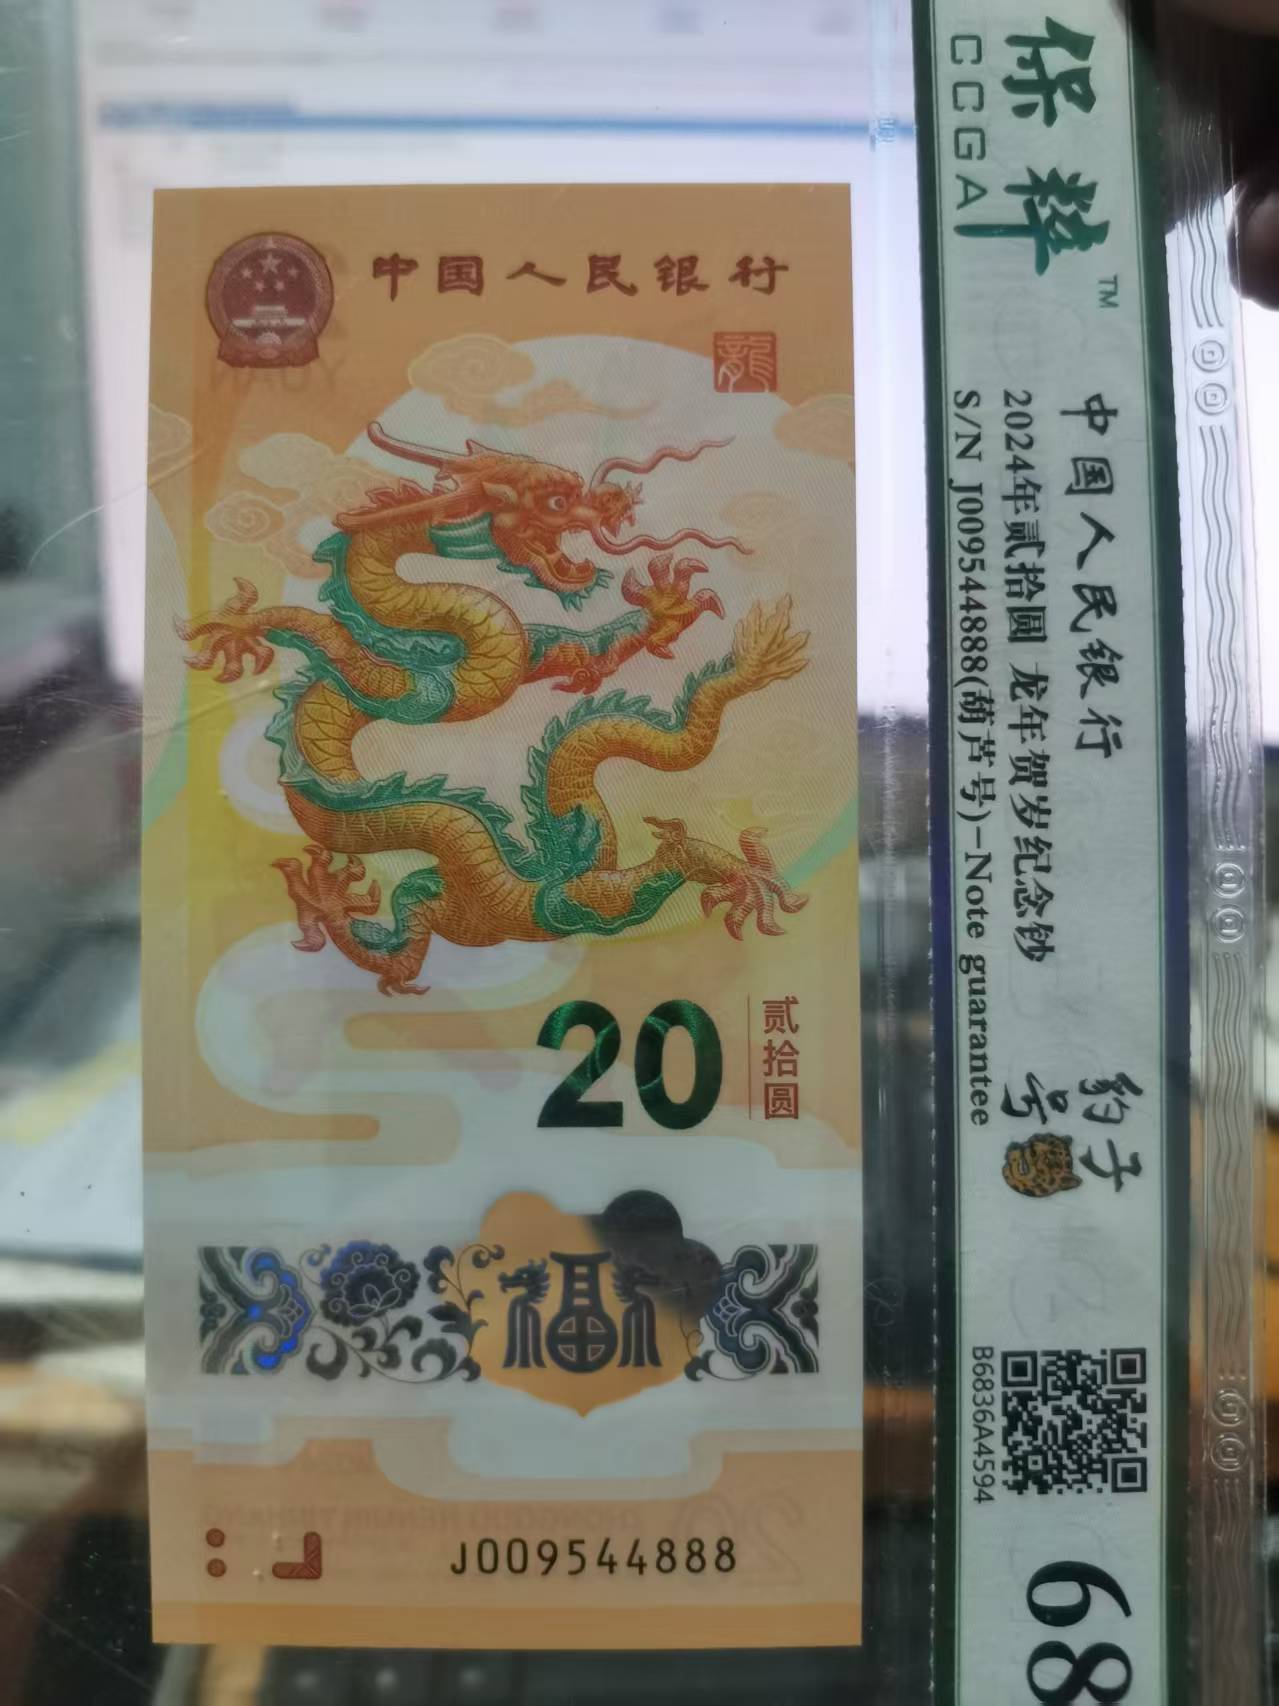 中国人民银行
龍
20
贰拾圆
福
J009544888
保粹 TM
CCGA
中国人民银行
2024年贰拾圆 龙年贺岁纪念钞
S/N J009544888(葫芦号)-Note guarantee
豹子
号
B6836A4594
68